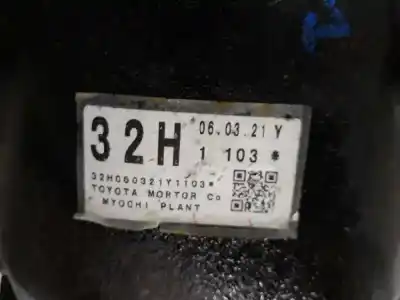 32H 06.03.21 Y
1 103 *
32H060321Y1103*
TOYOTA MORTOR Co
MYOCHI PLANT